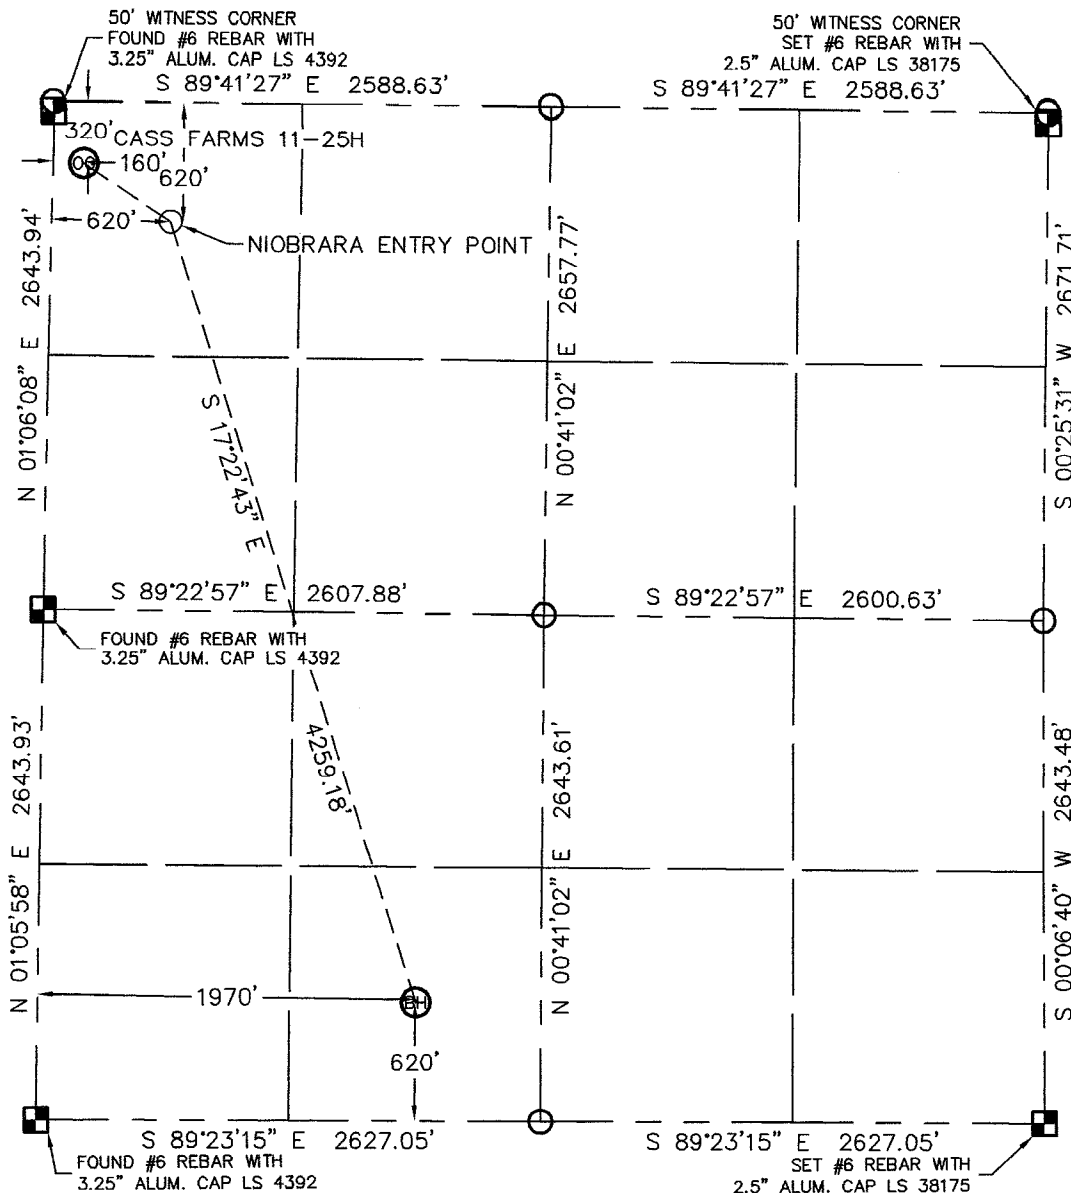 50' WITNESS CORNER
FOUND #6 REBAR WITH
3.25" ALUM. CAP LS 4392
50' WITNESS CORNER
SET #6 REBAR WITH
2.5" ALUM. CAP LS 38175
S 89°41'27" E 2588.63'
S 89°41'27" E 2588.63'
320'
CASS FARMS 11-25H
160'
620'
620'
NIOBRARA ENTRY POINT
N 01°06'08" E 2643.94'
N 00°41'02" E 2657.77'
S 00°25'31" W 2671.71'
S 17°22'43" E
4259.18'
S 89°22'57" E 2607.88'
S 89°22'57" E 2600.63'
FOUND #6 REBAR WITH
3.25" ALUM. CAP LS 4392
N 01°05'58" E 2643.93'
N 00°41'02" E 2643.61'
S 00°06'40" W 2643.48'
1970'
BH
620'
S 89°23'15" E 2627.05'
S 89°23'15" E 2627.05'
FOUND #6 REBAR WITH
3.25" ALUM. CAP LS 4392
SET #6 REBAR WITH
2.5" ALUM. CAP LS 38175